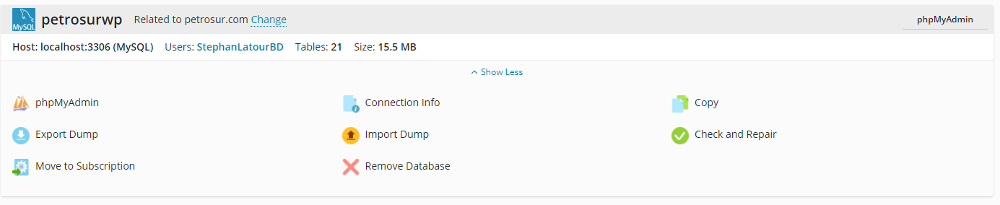 MySQL petrosurwp Related to petrosur.com Change phpMyAdmin
Host: localhost:3306 (MySQL) Users: StephanLatourBD Tables: 21 Size: 15.5 MB
Show Less
phpMyAdmin Connection Info Copy
Export Dump Import Dump Check and Repair
Move to Subscription Remove Database